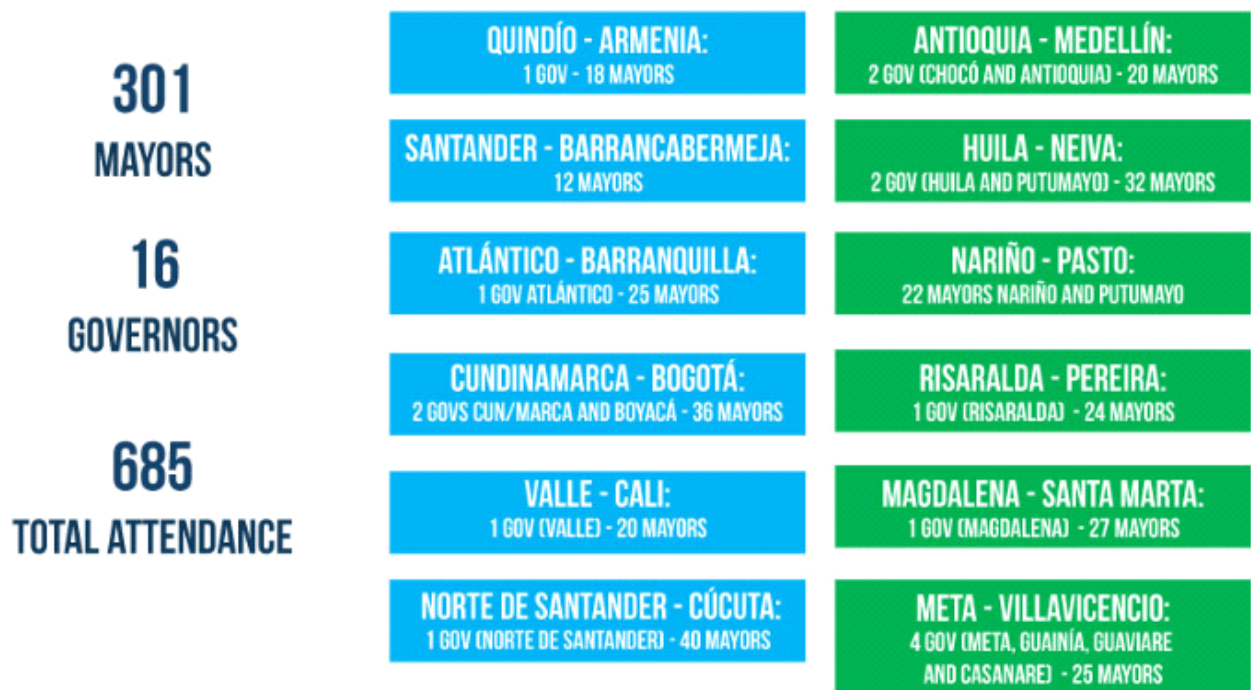 301
MAYORS
16
GOVERNORS
685
TOTAL ATTENDANCE
QUINDÍO - ARMENIA:
1 GOV - 18 MAYORS
SANTANDER - BARRANCABERMEJA:
12 MAYORS
ATLÁNTICO - BARRANQUILLA:
1 GOV ATLÁNTICO - 25 MAYORS
CUNDINAMARCA - BOGOTÁ:
2 GOVS CUN/MARCA AND BOYACÁ - 36 MAYORS
VALLE - CALI:
1 GOV (VALLE) - 20 MAYORS
NORTE DE SANTANDER - CÚCUTA:
1 GOV (NORTE DE SANTANDER) - 40 MAYORS
ANTIOQUIA - MEDELLÍN:
2 GOV (CHOCÓ AND ANTIOQUIA) - 20 MAYORS
HUILA - NEIVA:
2 GOV (HUILA AND PUTUMAYO) - 32 MAYORS
NARIÑO - PASTO:
22 MAYORS NARIÑO AND PUTUMAYO
RISARALDA - PEREIRA:
1 GOV (RISARALDA) - 24 MAYORS
MAGDALENA - SANTA MARTA:
1 GOV (MAGDALENA) - 27 MAYORS
META - VILLAVICENCIO:
4 GOV (META, GUAINÍA, GUAVIARE
AND CASANARE) - 25 MAYORS